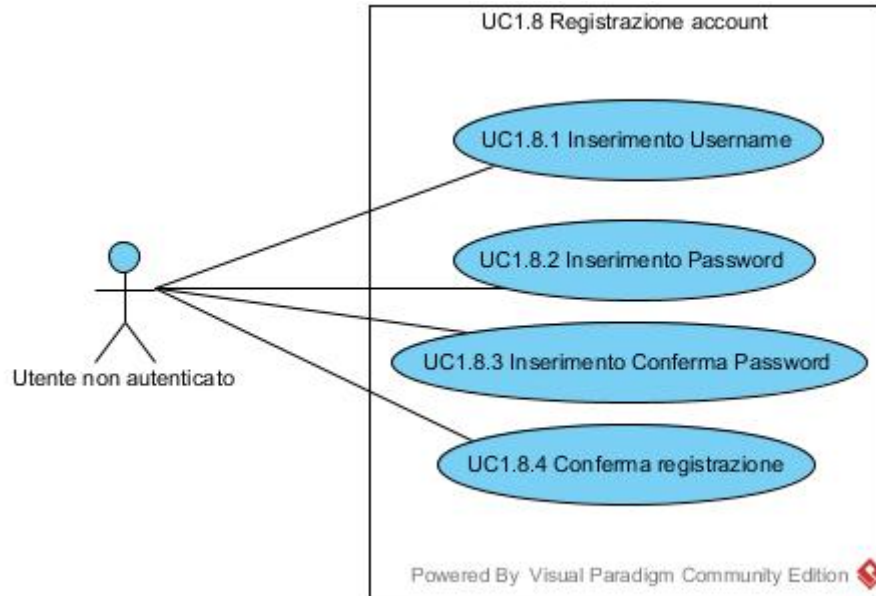 UC1.8 Registrazione account
UC1.8.1 Inserimento Username
UC1.8.2 Inserimento Password
UC1.8.3 Inserimento Conferma Password
Utente non autenticato
UC1.8.4 Conferma registrazione
Powered By Visual Paradigm Community Edition